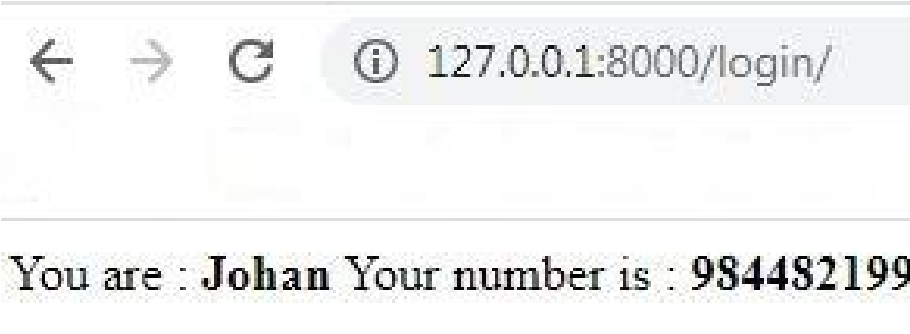 127.0.0.1:8000/login/
You are : Johan Your number is : 984482199